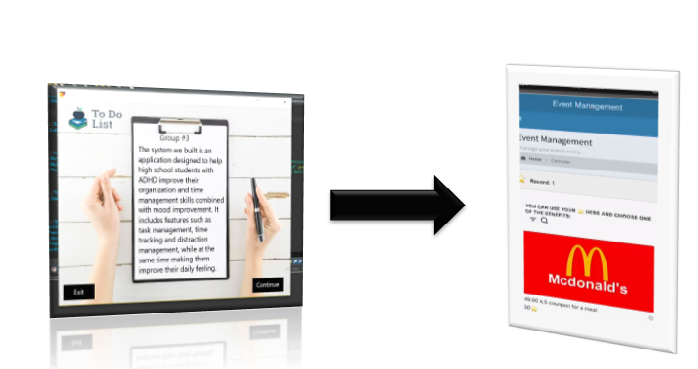 To Do
List
Group #3
The system we built is an
application designed to help
high school students with
ADHD improve their
organization and time
management skills combined
with mood improvement. It
includes features such as
task management, time
tracking and distraction
management, while at the
same time making them
improve their daily feeling.
Exit
Continue
Event Management
Event Management
manage your events easily
Home > Calendar
Record: 1
YOU CAN USE YOUR HERE AND CHOOSE ONE
OF THE BENEFITS:
Mcdonald's
coupon for a meal
30